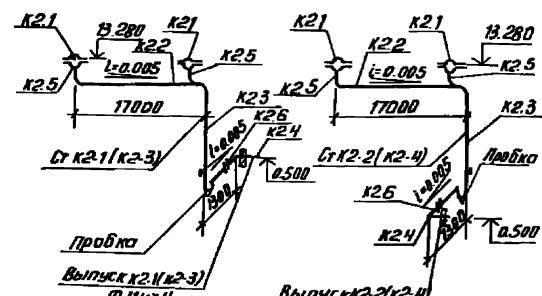 К2.1
13.280
К2.1
К2.2
К2.5
i=0.005
К2.5
17000
К2.3
К2.6
К2.4
Ст К2-1 (К2-3)
i=0.005
0.500
1300
Пробка
Выпуск К2-1(К2-3)
К2.1
К2.1
13.280
К2.2
К2.5
i=0.005
К2.5
17000
К2.3
Ст К2-2 (К2-4)
Пробка
i=0.005
К2.6
К2.4
1300
0.500
Выпуск К2-2(К2-4)